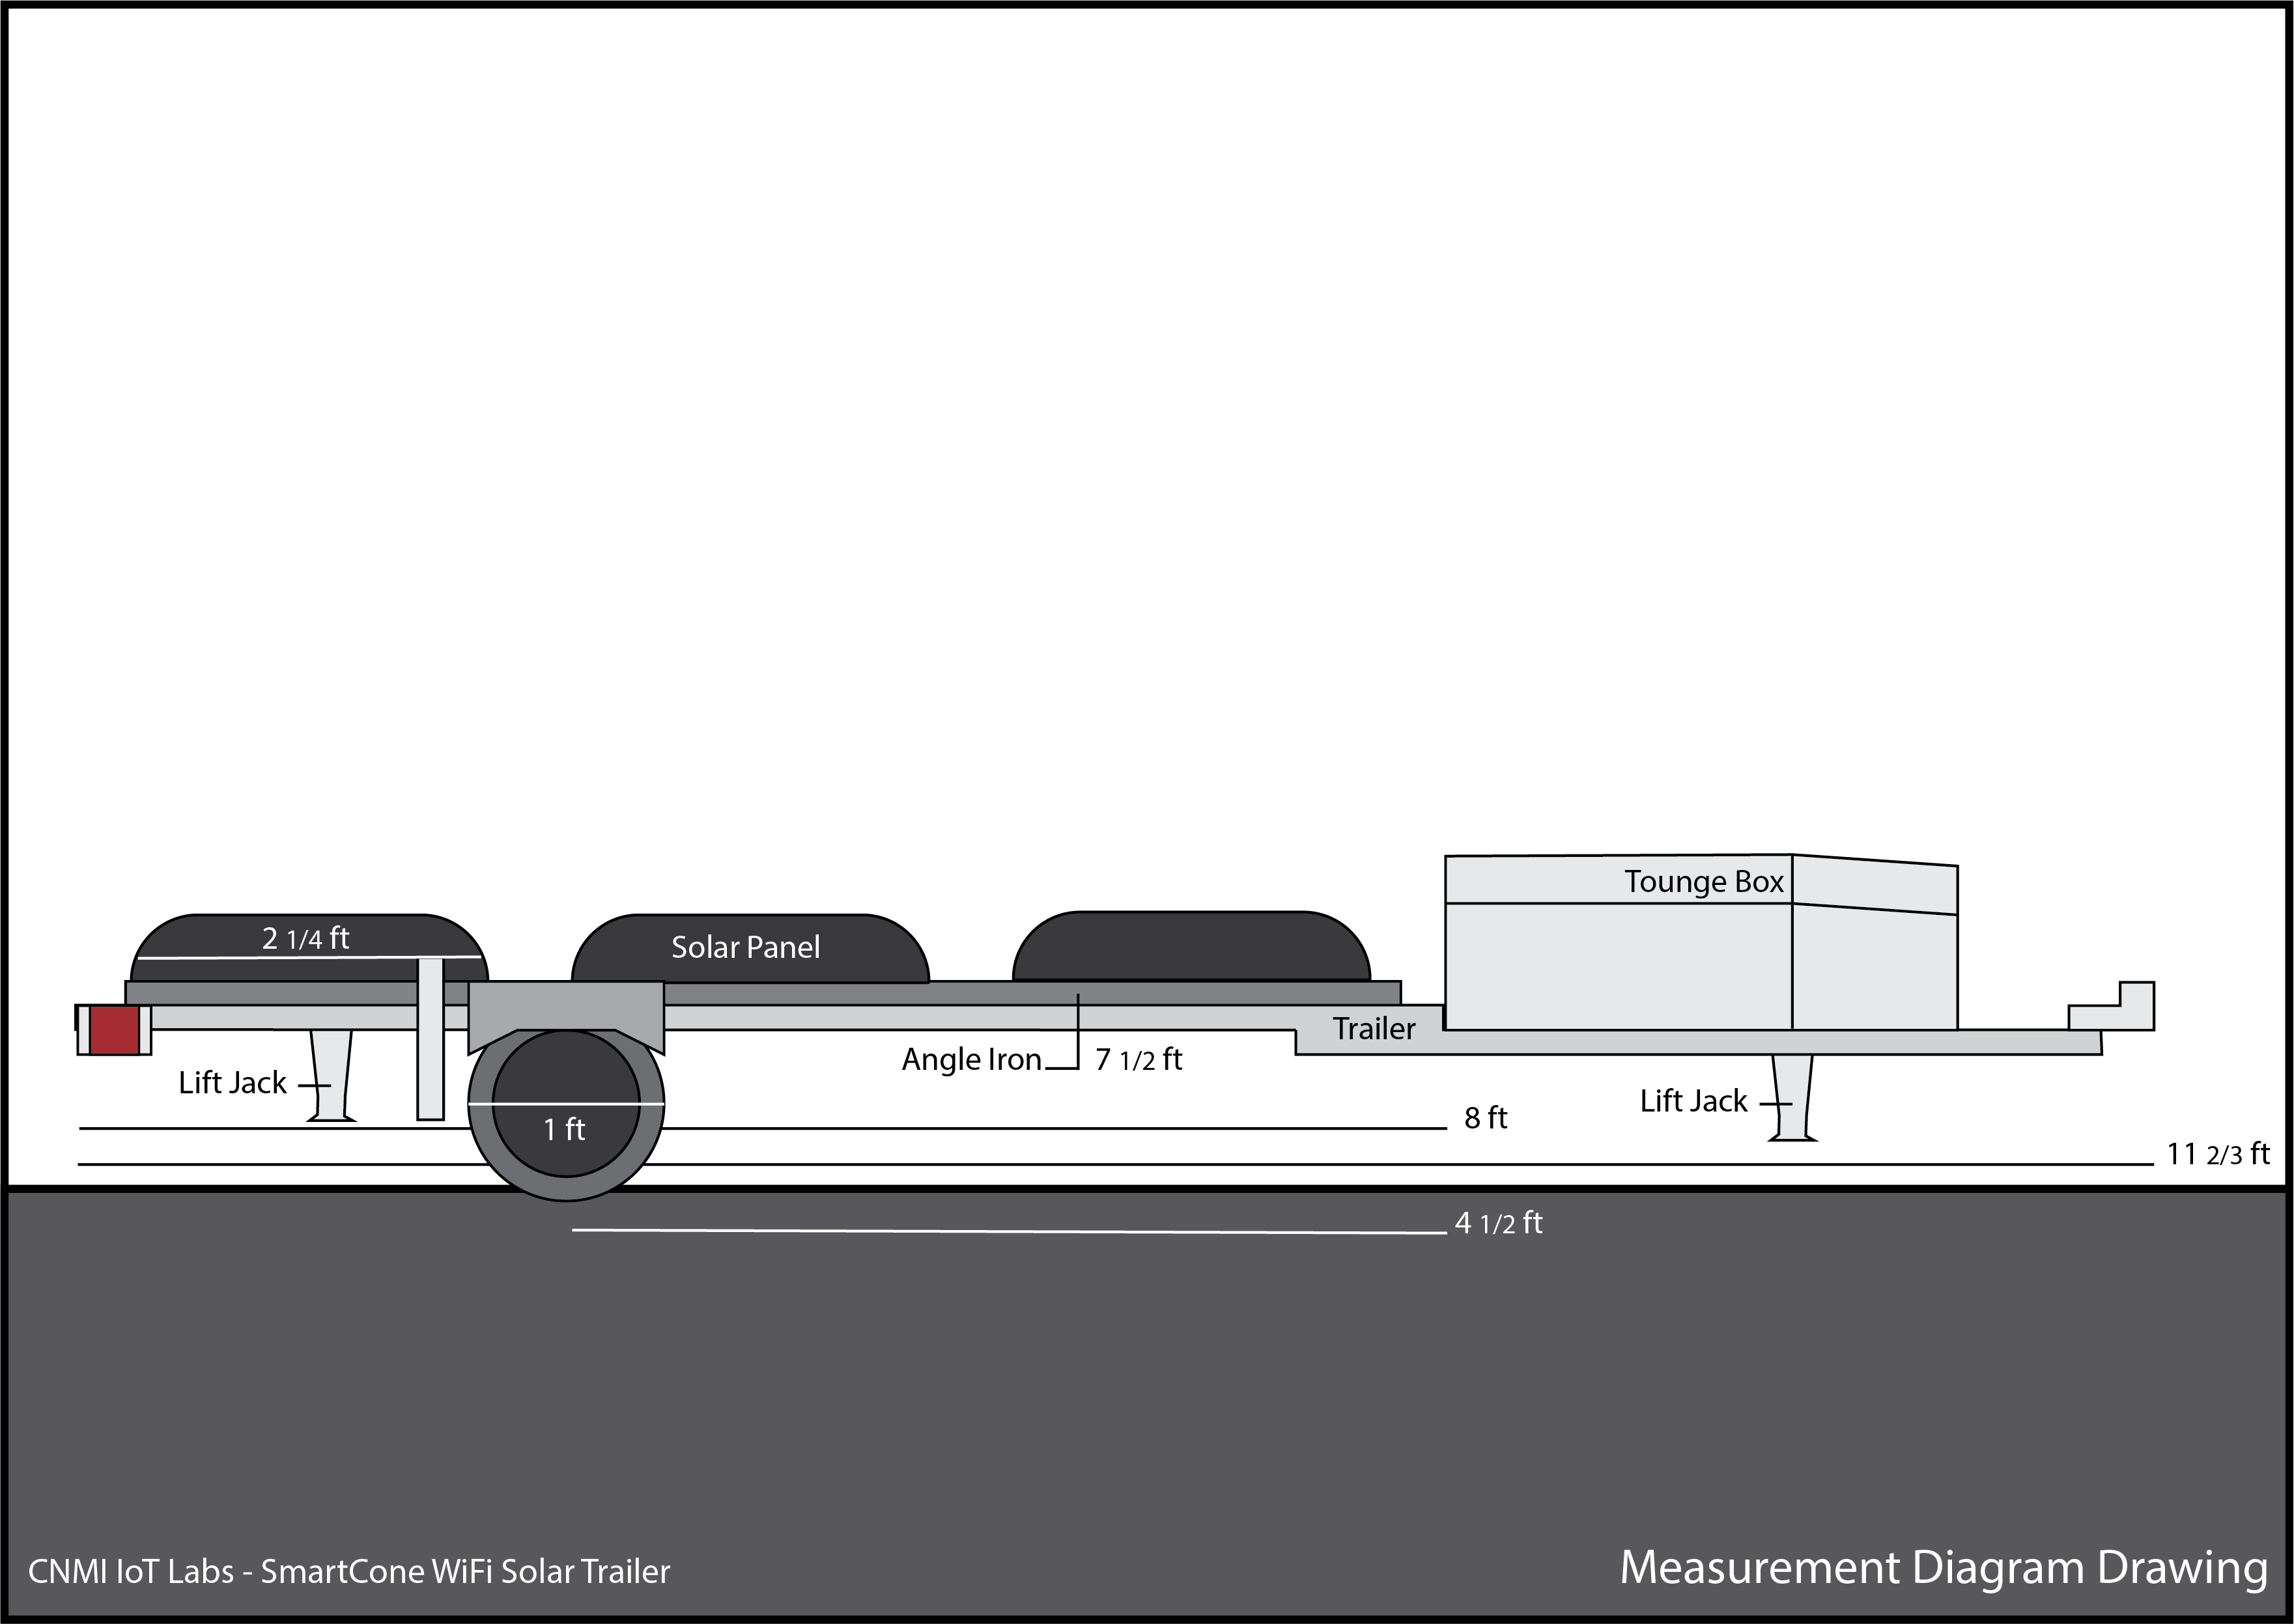 Tounge Box
2 1/4 ft
Solar Panel
Trailer
Angle Iron
7 1/2 ft
Lift Jack
Lift Jack
1 ft
8 ft
11 2/3 ft
4 1/2 ft
CNMI IoT Labs - SmartCone WiFi Solar Trailer
Measurement Diagram Drawing